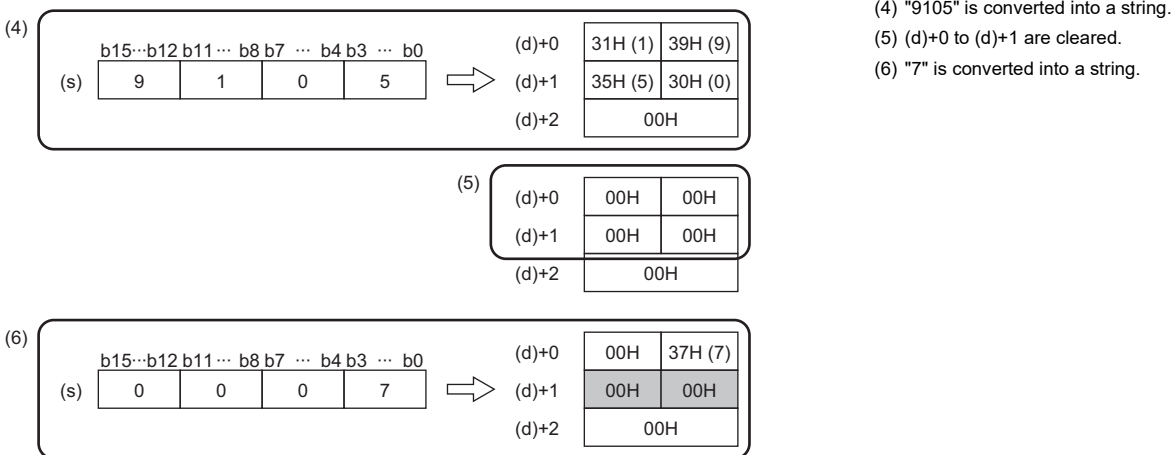 (4)
b15···b12 b11 ··· b8 b7 ··· b4 b3 ··· b0
(s) 9 1 0 5
(d)+0 31H (1) 39H (9)
(d)+1 35H (5) 30H (0)
(d)+2 00H
(4) "9105" is converted into a string.
(5) (d)+0 to (d)+1 are cleared.
(6) "7" is converted into a string.
(5)
(d)+0 00H 00H
(d)+1 00H 00H
(d)+2 00H
(6)
b15···b12 b11 ··· b8 b7 ··· b4 b3 ··· b0
(s) 0 0 0 7
(d)+0 00H 37H (7)
(d)+1 00H 00H
(d)+2 00H